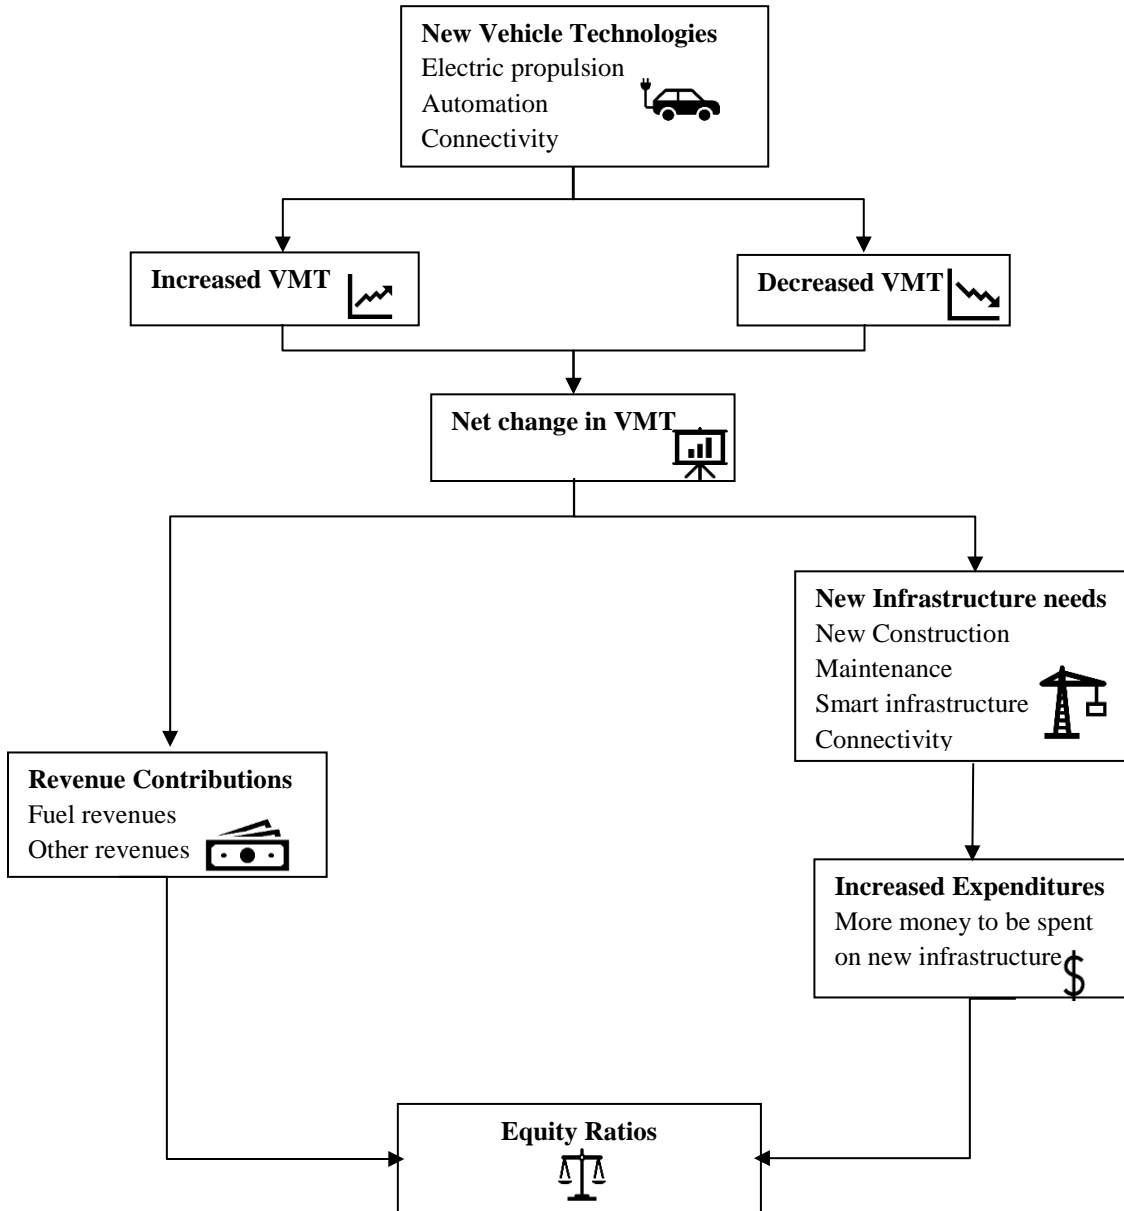 New Vehicle Technologies
Electric propulsion
Automation
Connectivity
Increased VMT
Decreased VMT
Net change in VMT
New Infrastructure needs
New Construction
Maintenance
Smart infrastructure
Connectivity
Revenue Contributions
Fuel revenues
Other revenues
Increased Expenditures
More money to be spent
on new infrastructure
$
Equity Ratios